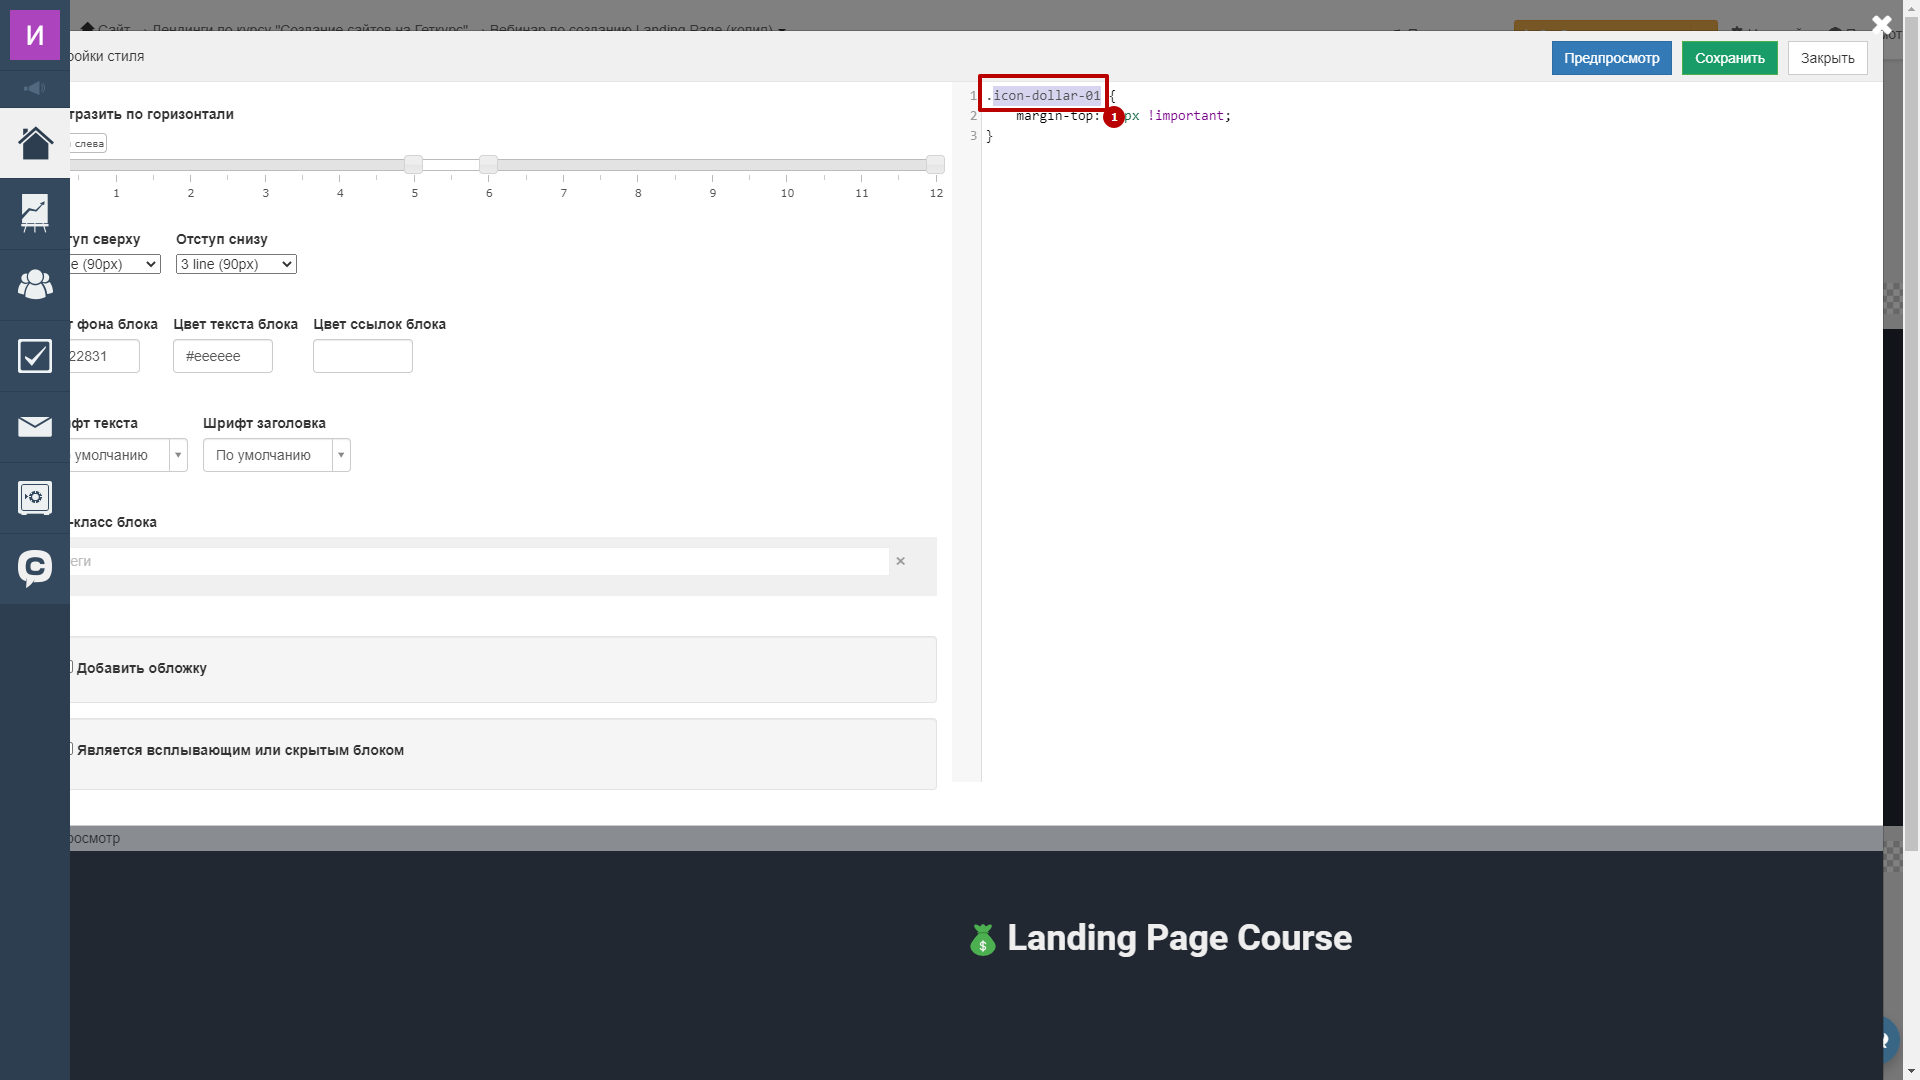 И
Сайт → Лендинги по курсу "Создание сайтов на Геткурс" → Вебинар по созданию Landing Page (копия)
ройки стиля
Предпросмотр
Сохранить
Закрыть
тразить по горизонтали
слева
1 2 3 4 5 6 7 8 9 10 11 12
туп сверху
Отступ снизу
e (90px)
3 line (90px)
т фона блока
Цвет текста блока
Цвет ссылок блока
22831
#eeeeee
ифт текста
Шрифт заголовка
умолчанию
По умолчанию
-класс блока
еги
×
Добавить обложку
Является всплывающим или скрытым блоком
1 .icon-dollar-01 {
2 margin-top: px !important;
1
3 }
росмотр
$ Landing Page Course